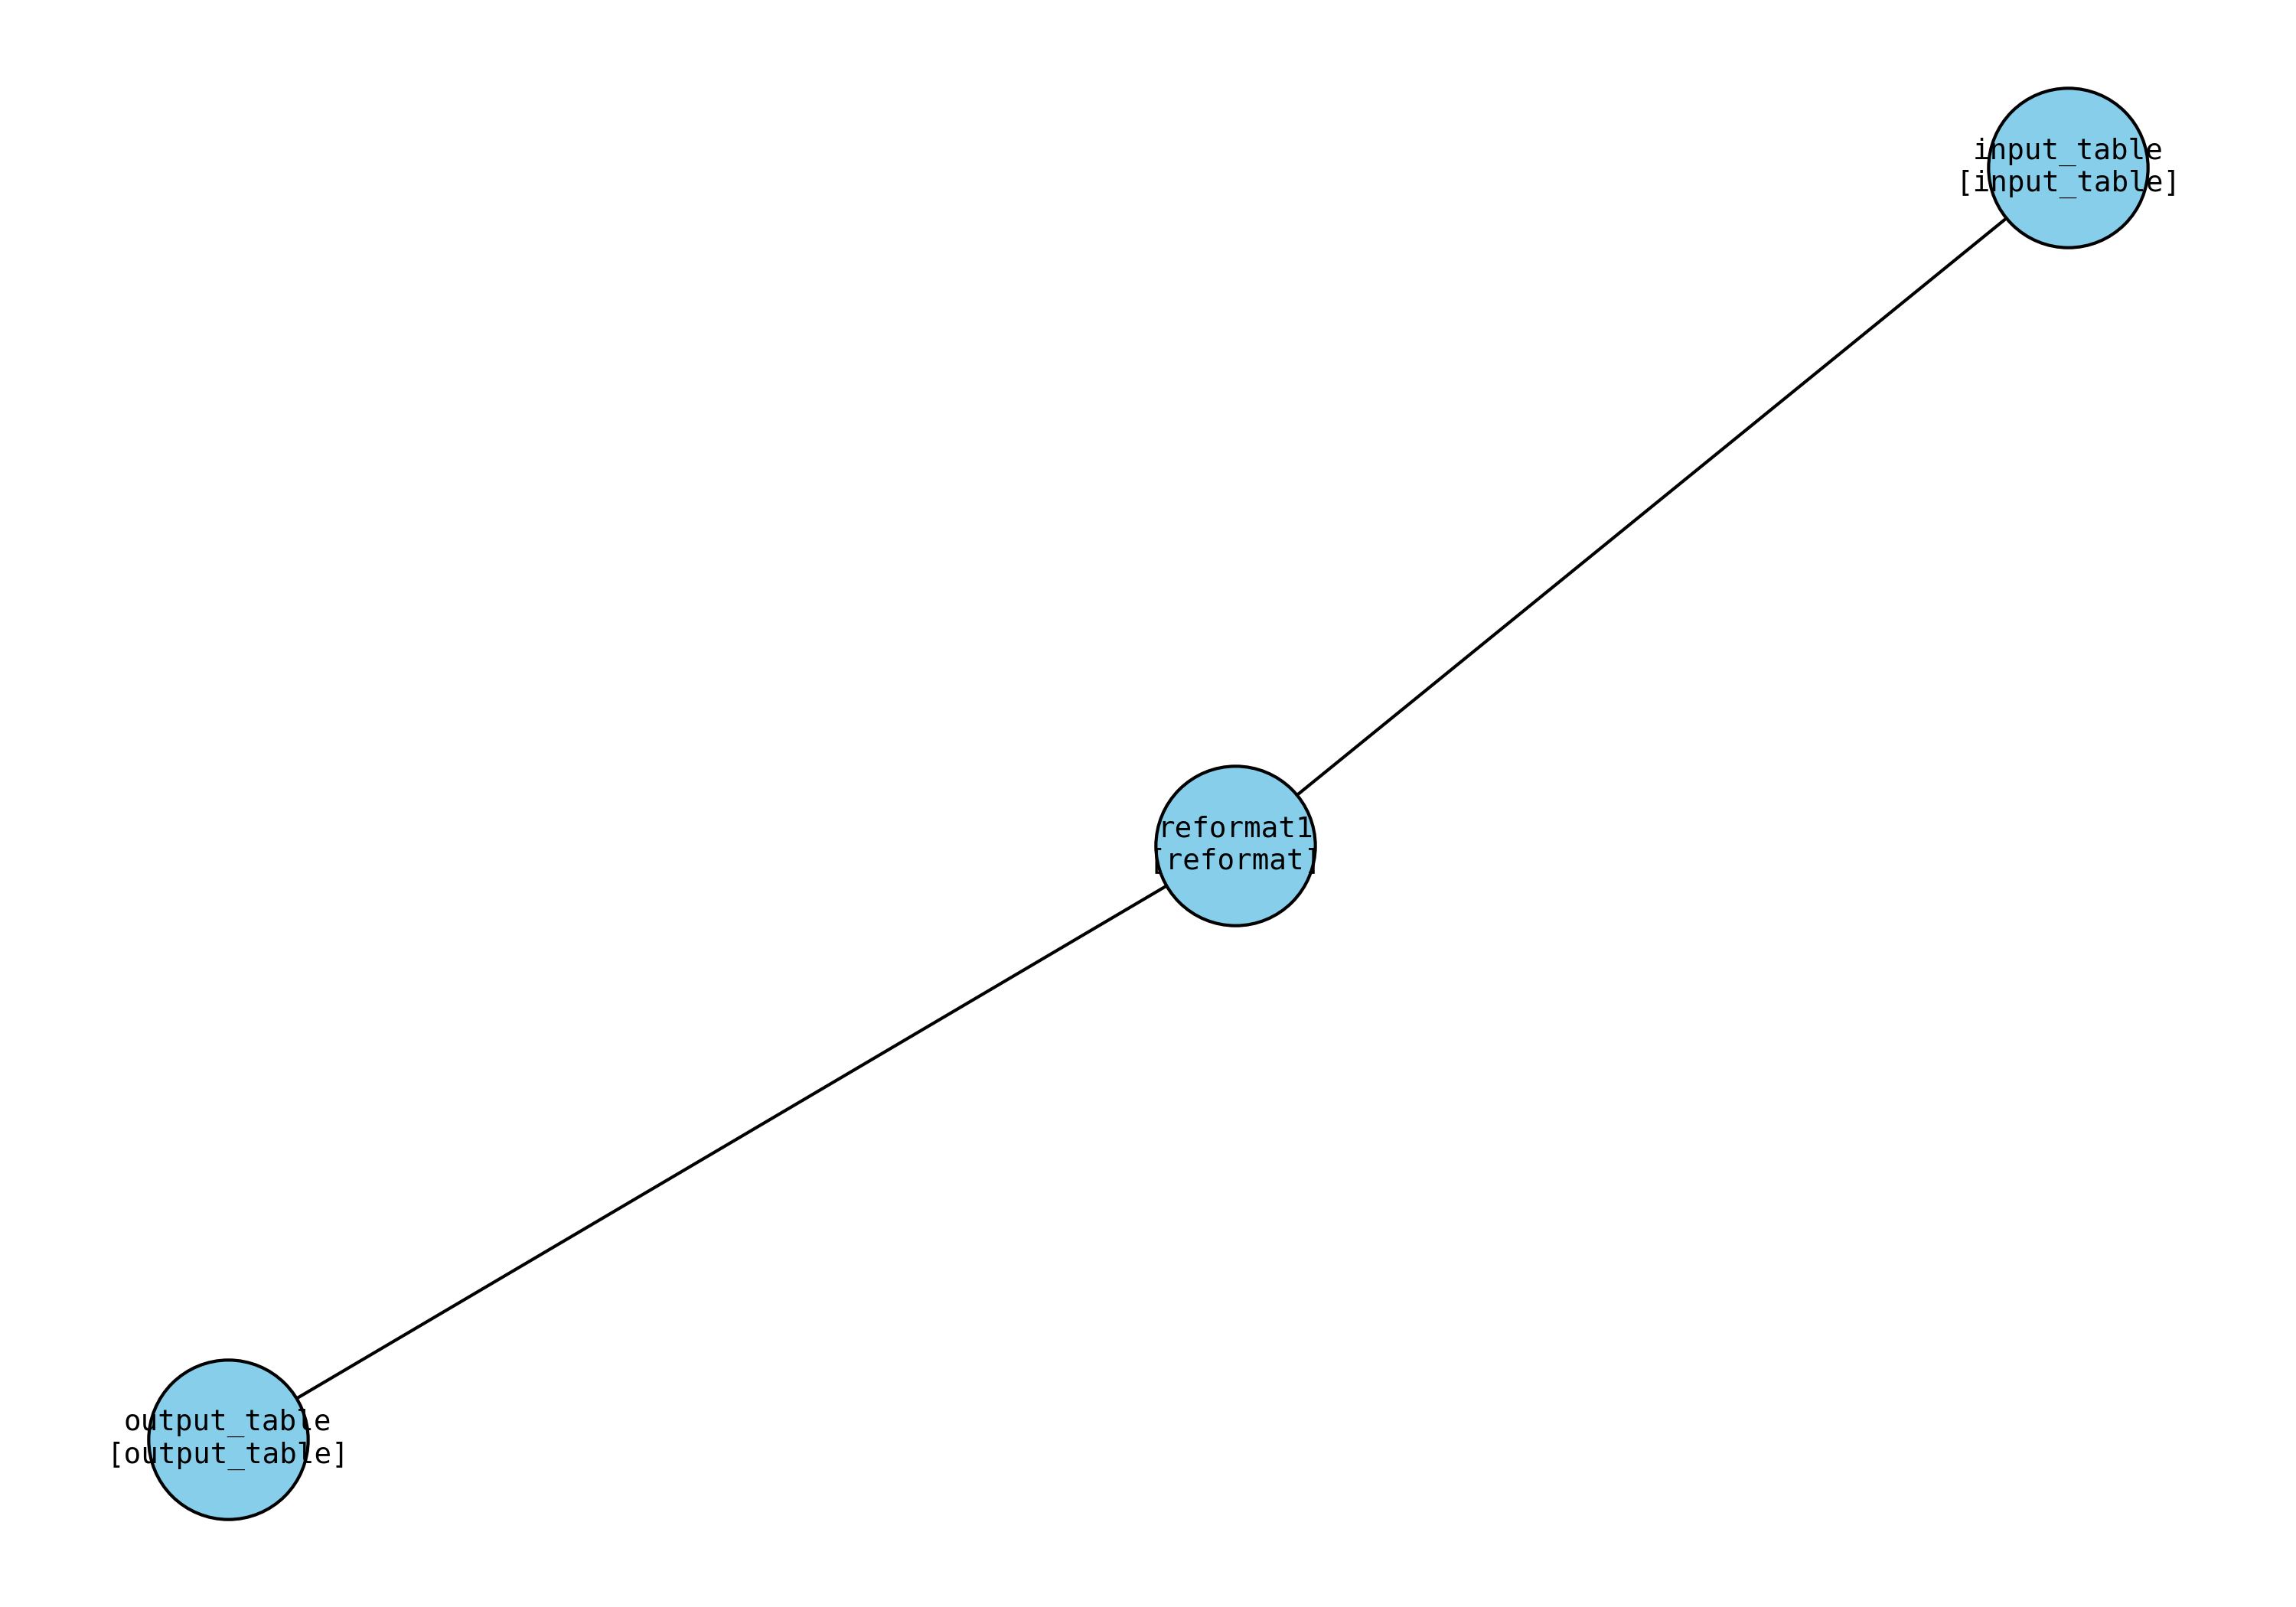 input_table
[input_table]
reformat1
[reformat]
output_table
[output_table]